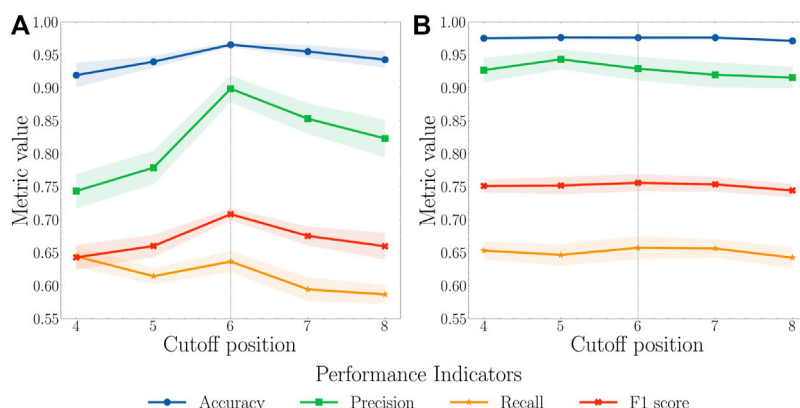 A
B
1.00
0.95
0.90
0.85
0.80
0.75
0.70
0.65
0.60
0.55
Metric value
4 5 6 7 8
Cutoff position
1.00
0.95
0.90
0.85
0.80
0.75
0.70
0.65
0.60
0.55
Metric value
4 5 6 7 8
Cutoff position
Performance Indicators
Accuracy Precision Recall F1 score